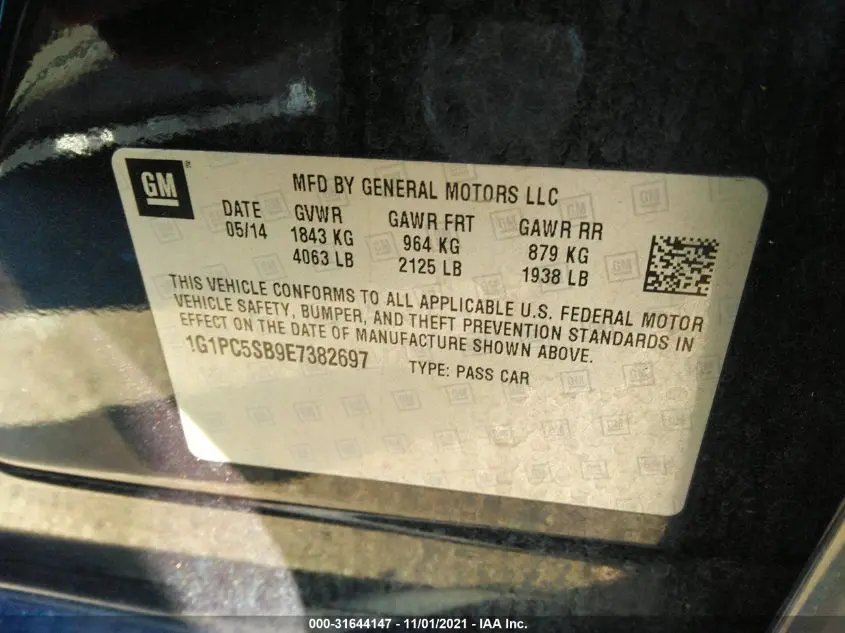 GM ®
MFD BY GENERAL MOTORS LLC
DATE GVWR GAWR FRT GAWR RR
05/14 1843 KG 964 KG 879 KG
4063 LB 2125 LB 1938 LB
THIS VEHICLE CONFORMS TO ALL APPLICABLE U.S. FEDERAL MOTOR
VEHICLE SAFETY, BUMPER, AND THEFT PREVENTION STANDARDS IN
EFFECT ON THE DATE OF MANUFACTURE SHOWN ABOVE.
1G1PC5SB9E7382697 TYPE: PASS CAR
000-31644147 - 11/01/2021 - IAA Inc.